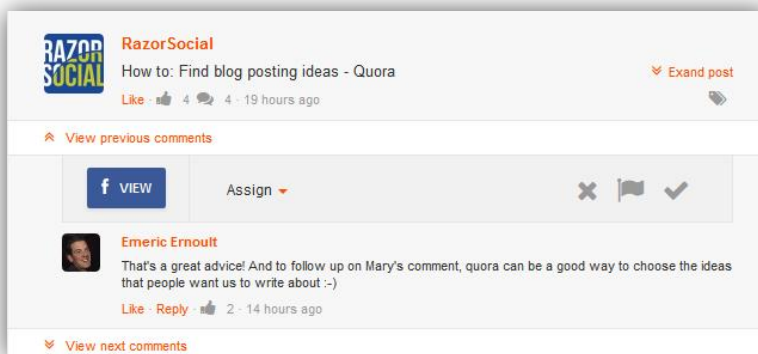 RAZOR
SOCIAL
RazorSocial
How to: Find blog posting ideas - Quora
Exand post
Like · 4 4 · 19 hours ago
View previous comments
f VIEW
Assign
Emeric Ernoult
That's a great advice! And to follow up on Mary's comment, quora can be a good way to choose the ideas
that people want us to write about :-)
Like · Reply · 2 · 14 hours ago
View next comments